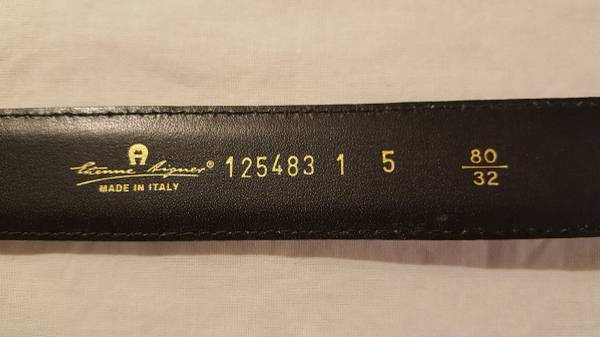 Etienne Aigner® 125483 1 5 80/32
MADE IN ITALY